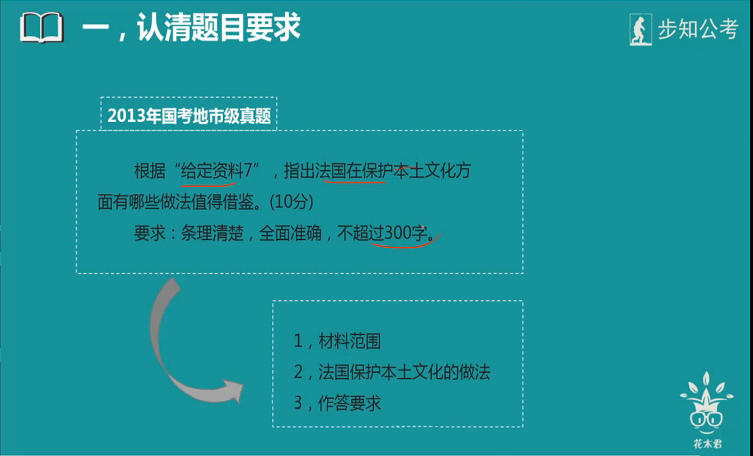 一，认清题目要求
步知公考
2013年国考地市级真题
根据“给定资料7”，指出法国在保护本土文化方
面有哪些做法值得借鉴。(10分)
要求：条理清楚，全面准确，不超过300字。
1，材料范围
2，法国保护本土文化的做法
3，作答要求
花木君